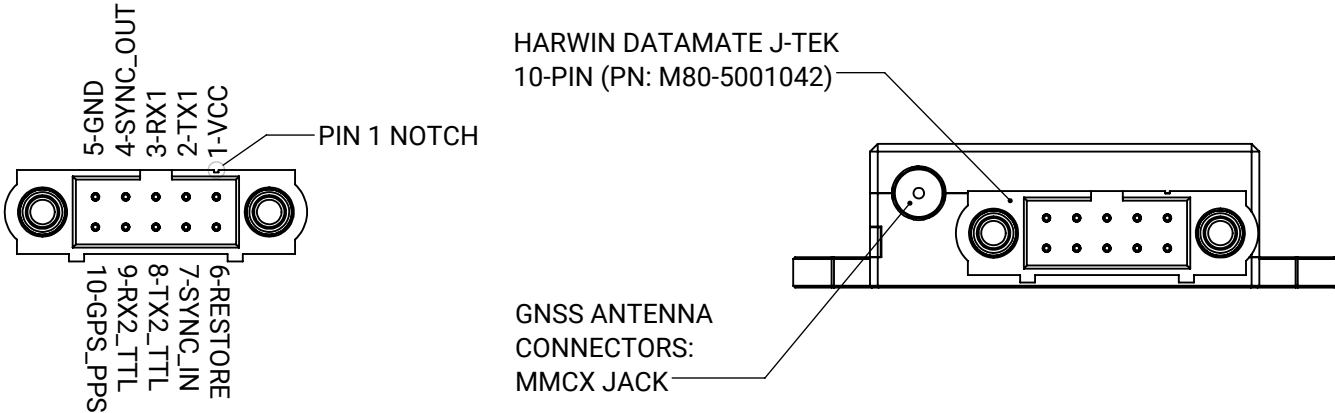 5-GND
4-SYNC_OUT
3-RX1
2-TX1
1-VCC
PIN 1 NOTCH
10-GPS_PPS
9-RX2_TTL
8-TX2_TTL
7-SYNC_IN
6-RESTORE
HARWIN DATAMATE J-TEK
10-PIN (PN: M80-5001042)
GNSS ANTENNA
CONNECTORS:
MMCX JACK